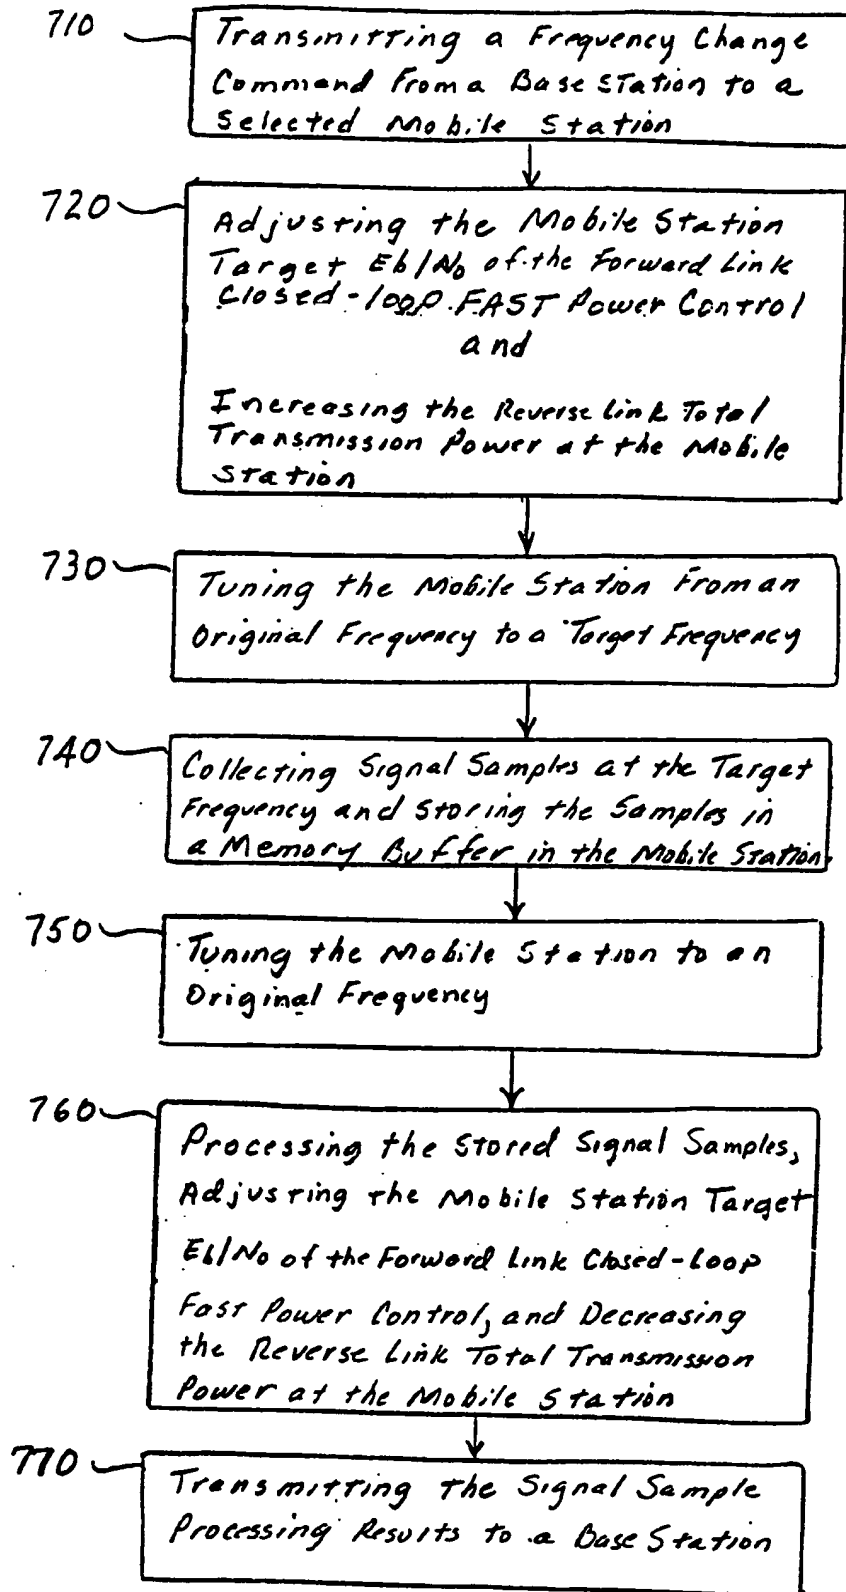 710
Transmitting a Frequency Change
Command From a Base Station to a
Selected Mobile Station
720
Adjusting the Mobile Station
Target Eb/No of the Forward Link
Closed-loop FAST Power Control
and
Increasing the Reverse Link Total
Transmission Power at the Mobile
Station
730
Tuning the Mobile Station From an
Original Frequency to a Target Frequency
740
Collecting Signal Samples at the Target
Frequency and Storing the Samples in
a Memory Buffer in the Mobile Station
750
Tuning the Mobile Station to an
Original Frequency
760
Processing the Stored Signal Samples,
Adjusting the Mobile Station Target
Eb/No of the Forward Link Closed-Loop
Fast Power Control, and Decreasing
the Reverse Link Total Transmission
Power at the Mobile Station
770
Transmitting the Signal Sample
Processing Results to a Base Station